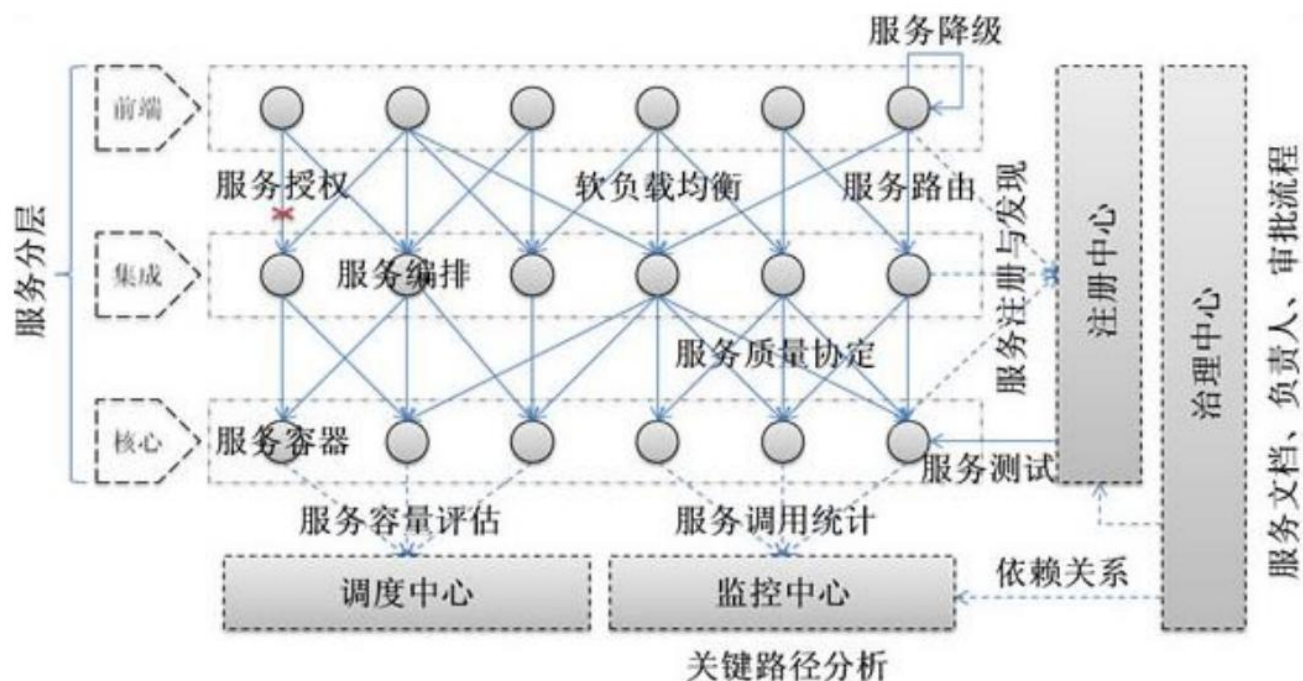 服务降级
前端
服务授权
软负载均衡
服务路由
服务分层
集成
服务编排
服务注册与发现
注册中心
治理中心
服务文档、负责人、审批流程
服务质量协定
核心
服务容器
服务测试
服务容量评估
服务调用统计
调度中心
监控中心
依赖关系
关键路径分析